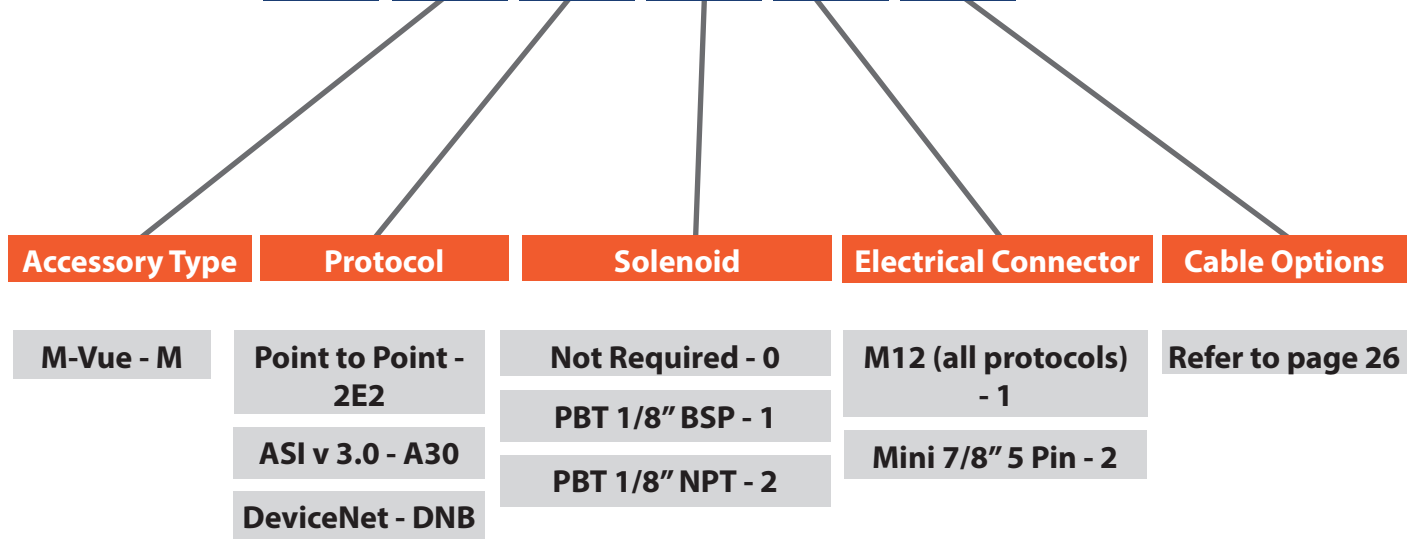 Accessory Type
Protocol
Solenoid
Electrical Connector
Cable Options
M-Vue - M
Point to Point -
2E2
ASI v 3.0 - A30
DeviceNet - DNB
Not Required - 0
PBT 1/8” BSP - 1
PBT 1/8” NPT - 2
M12 (all protocols)
- 1
Mini 7/8” 5 Pin - 2
Refer to page 26